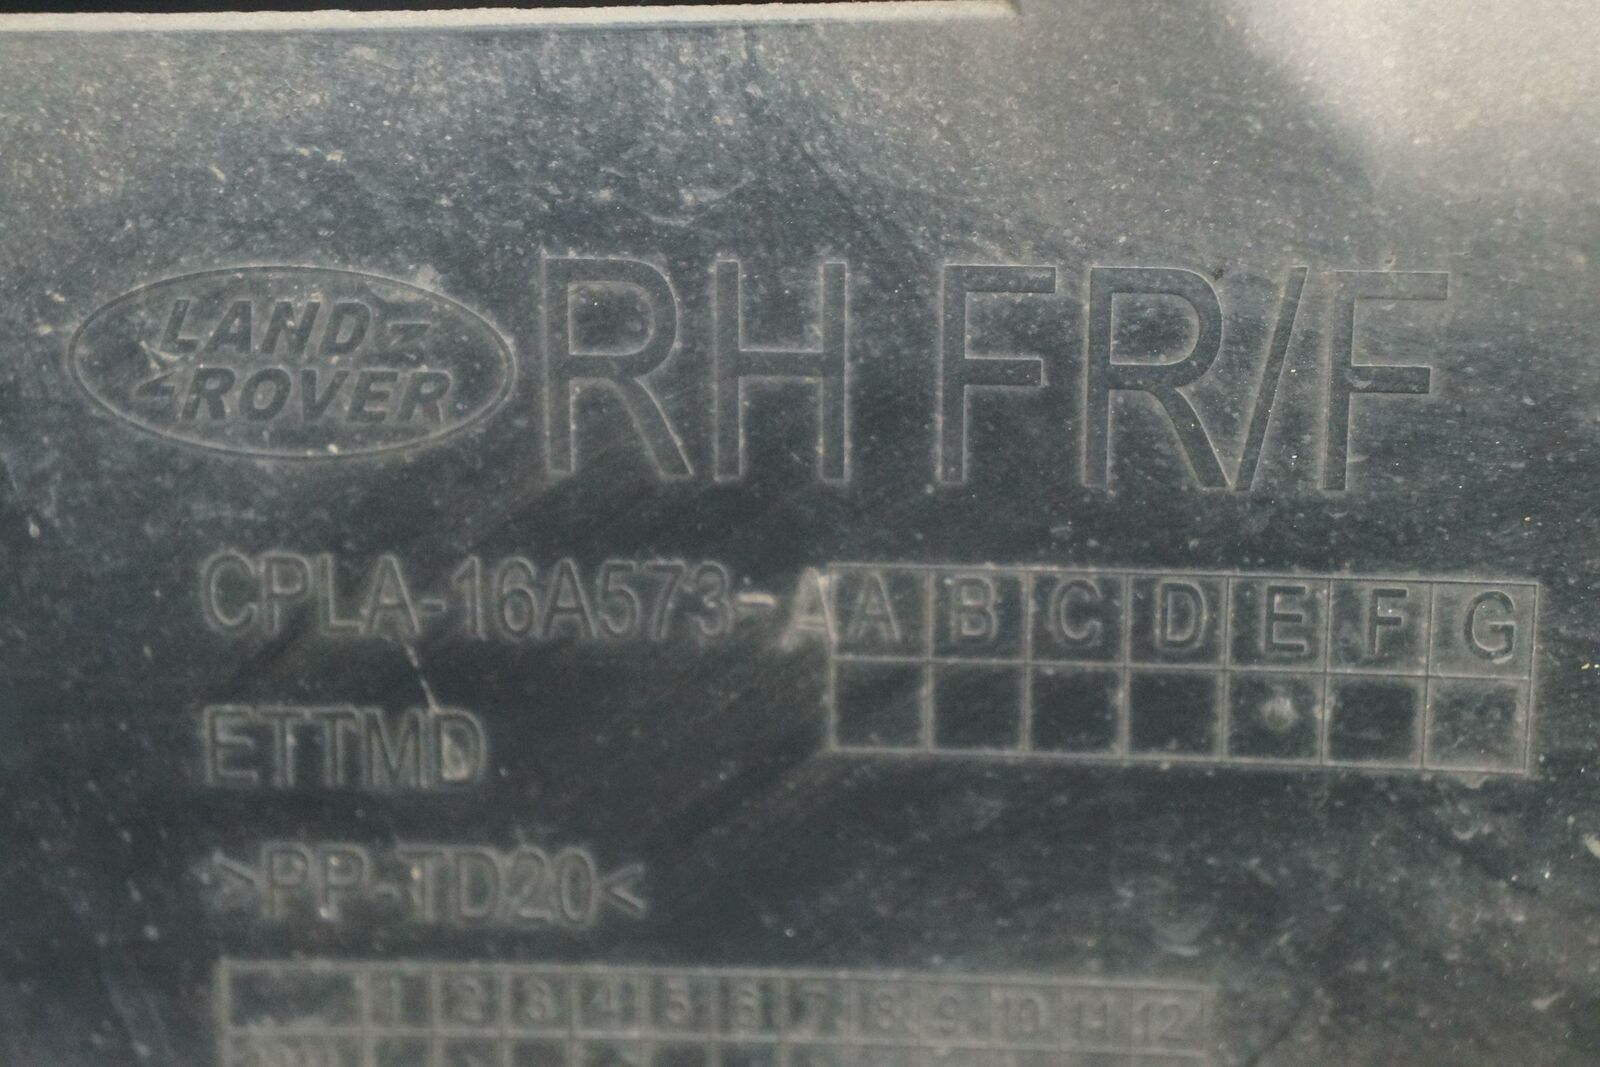 LAND ROVER RH FR/F
CPLA-16A573-A A B C D E F G
ETTMD
>PP-TD20<
1 2 3 4 5 6 7 8 9 10 11 12